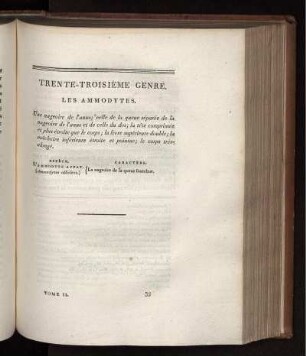 TRENTE-TROISIÈME GENRE.
LES AMMODYTES.
Une nageoire de l'anus; celle de la queue séparée de la
nageoire de l'anus et de celle du dos; la tête comprimée
et plus étroite que le corps; la lèvre supérieure double; la
mâchoire inférieure étroite et pointue; le corps très-
alongé.
ESPÈCE. CARACTÈRE.
L'AMMODYTE APPÂT. La nageoire de la queue fourchue.
TOME II.